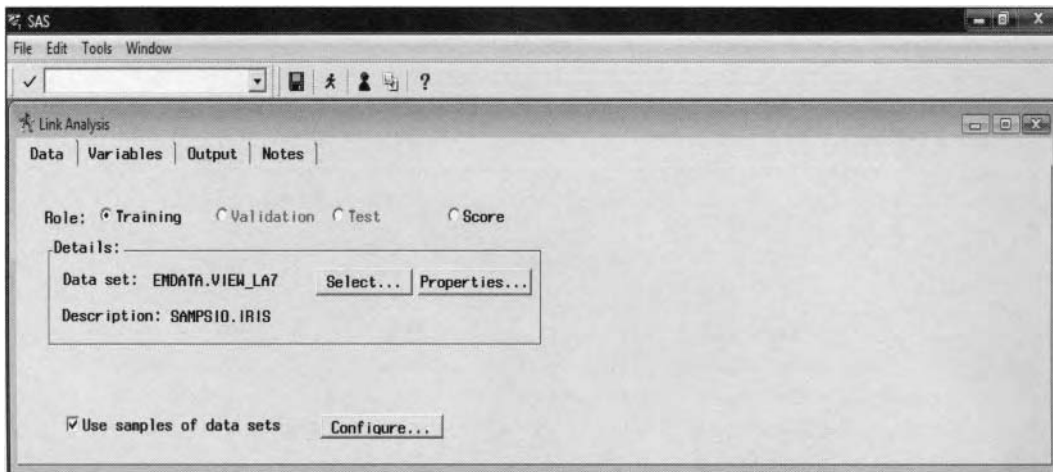 SAS
File Edit Tools Window
?
Link Analysis
Data Variables Output Notes
Role: Training Validation Test Score
Details:
Data set: EMDATA.VIEW_LA7 Select... Properties...
Description: SAMPSIO.IRIS
Use samples of data sets Configure...